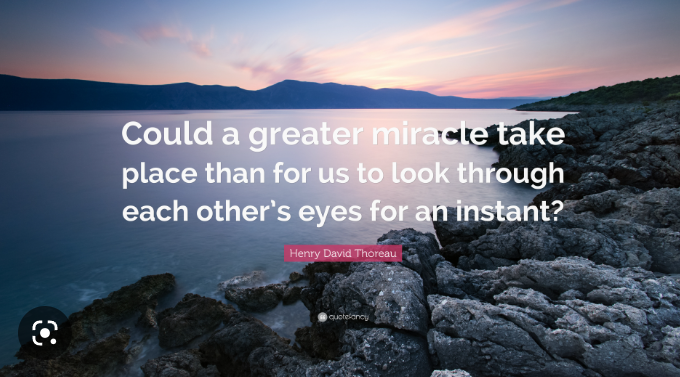 Could a greater miracle take
place than for us to look through
each other's eyes for an instant?
Henry David Thoreau
quotefancy